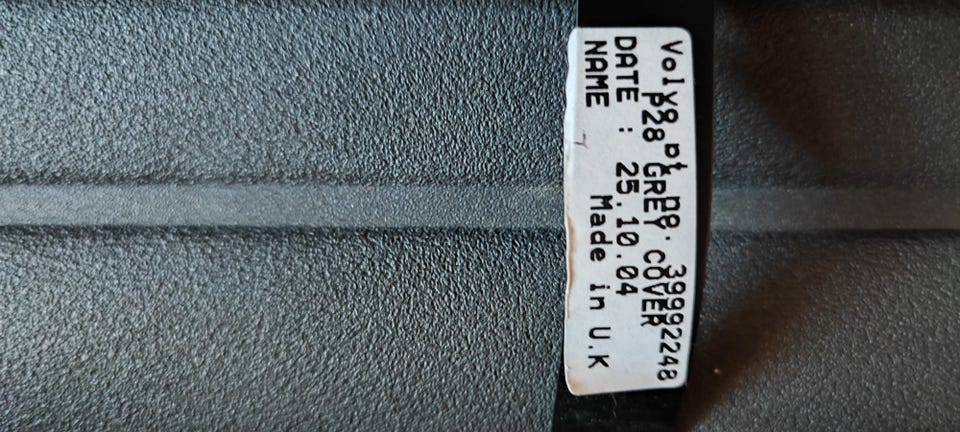 Volvo pt no. 39992248
P28 GREY COVER
DATE : 25.10.04
NAME Made in U.K